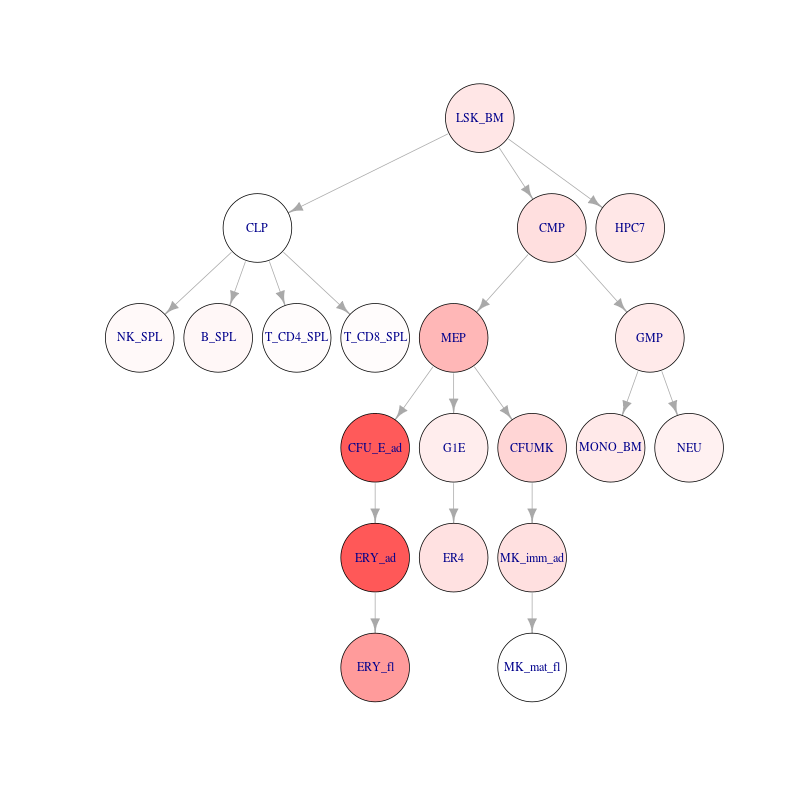 LSK_BM
CLP
CMP
HPC7
NK_SPL
B_SPL
T_CD4_SPL
T_CD8_SPL
MEP
GMP
CFU_E_ad
G1E
CFUMK
MONO_BM
NEU
ERY_ad
ER4
MK_imm_ad
ERY_fl
MK_mat_fl